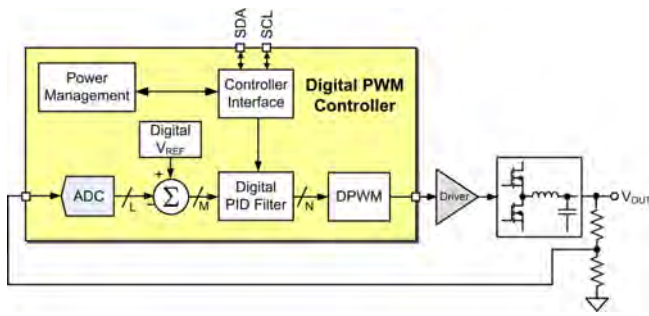 SDA
SCL
Power
Management
Controller
Interface
Digital PWM
Controller
Digital
VREF
+
ADC
L
−
Σ
M
Digital
PID Filter
N
DPWM
Driver
VOUT